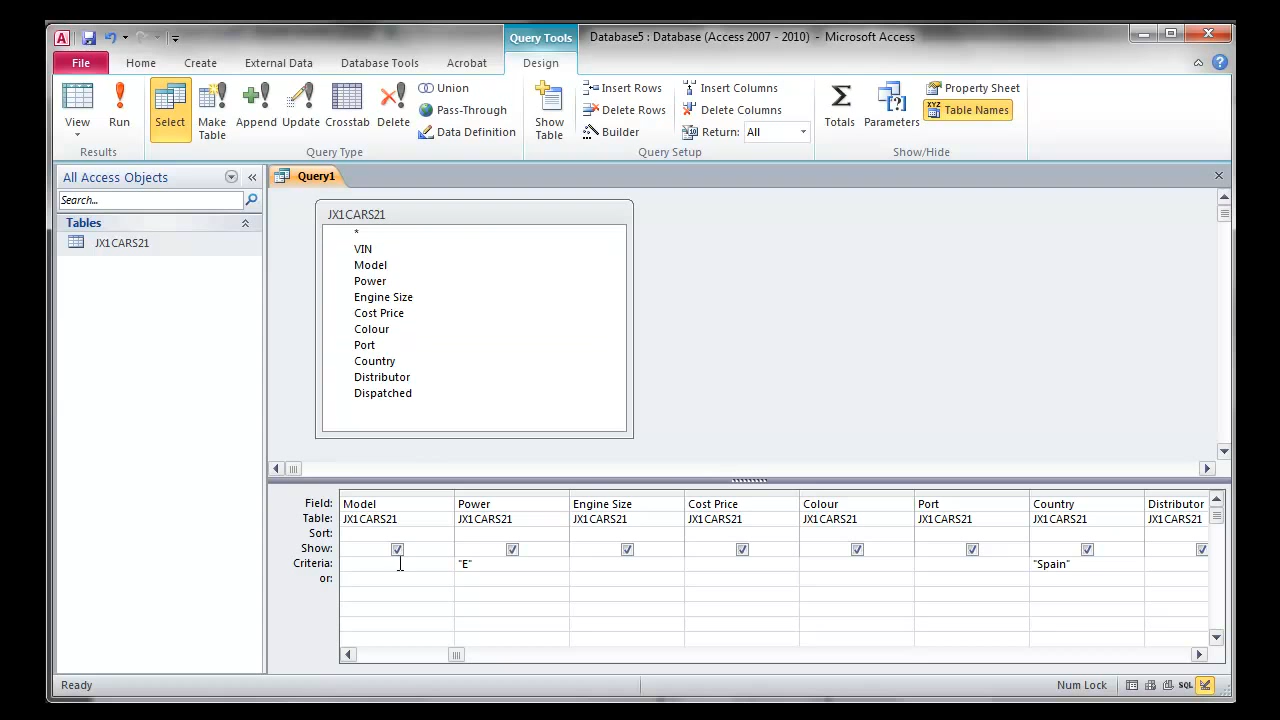 Query Tools
Database5 : Database (Access 2007 - 2010) - Microsoft Access
File Home Create External Data Database Tools Acrobat Design
View
Run
Results
Select
Make Table
Append
Update
Crosstab
Delete
Union
Pass-Through
Data Definition
Query Type
Show Table
Insert Rows
Delete Rows
Builder
Insert Columns
Delete Columns
Return: All
Query Setup
Totals
Parameters
Property Sheet
XYZ Table Names
Show/Hide
All Access Objects
Search...
Tables
JX1CARS21
Query1
JX1CARS21
*
VIN
Model
Power
Engine Size
Cost Price
Colour
Port
Country
Distributor
Dispatched
Field: Model Power Engine Size Cost Price Colour Port Country Distributor
Table: JX1CARS21 JX1CARS21 JX1CARS21 JX1CARS21 JX1CARS21 JX1CARS21 JX1CARS21 JX1CARS21
Sort:
Show:
Criteria: "E" "Spain"
or:
Ready
Num Lock
SQL